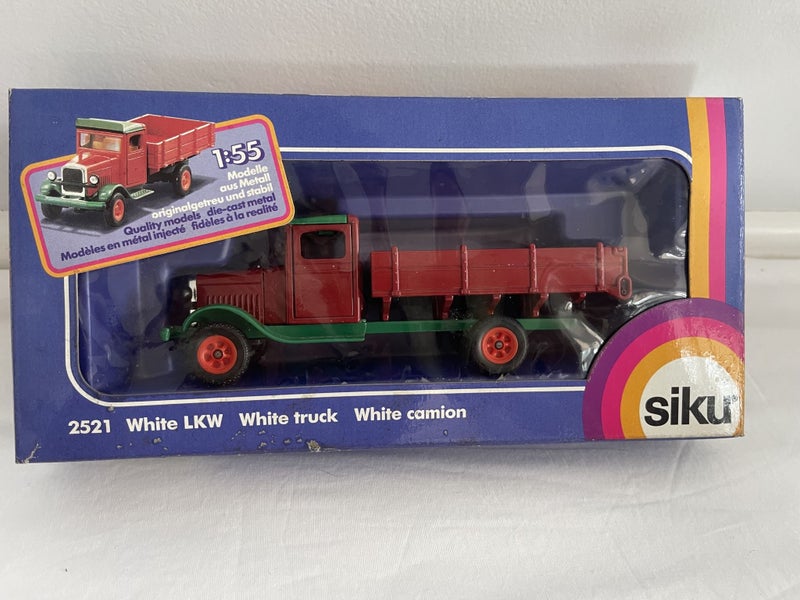 1:55
Modelle
aus Metall
originalgetreu und stabil
Quality models die-cast metal
Modèles en métal injecté fidèles à la realité
2521 White LKW White truck White camion
siku®